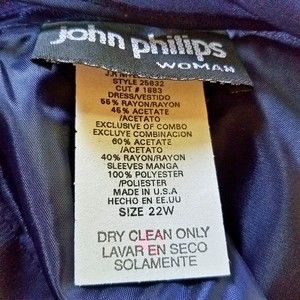 john philips
WOMAN
STYLE 25632
CUT # 1883
DRESS/VESTIDO
55% RAYON/RAYON
45% ACETATE
/ACETATO
EXCLUSIVE OF COMBO
EXCLUYE COMBINACION
60% ACETATE
/ACETATO
40% RAYON/RAYON
SLEEVES MANGA
100% POLYESTER
/POLIESTER
MADE IN U.S.A
HECHO EN EE.UU
SIZE 22W
DRY CLEAN ONLY
LAVAR EN SECO
SOLAMENTE